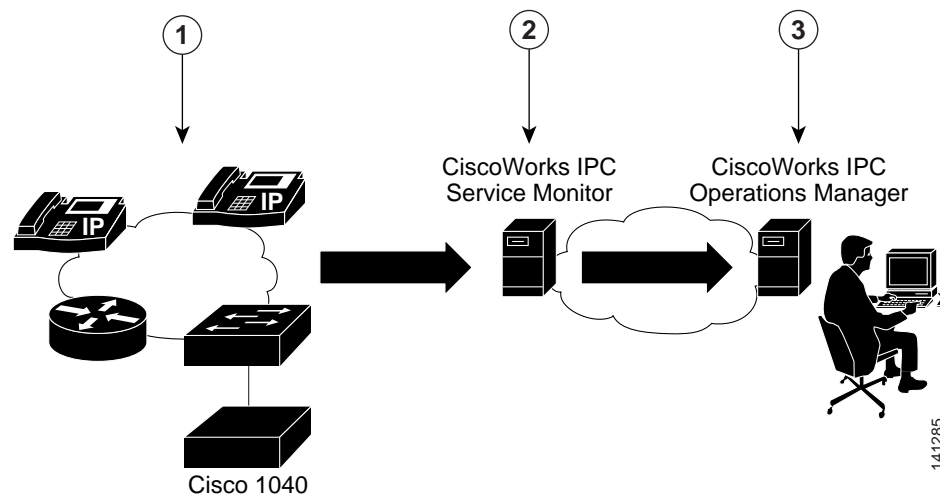 1
2
3
CiscoWorks IPC
Service Monitor
CiscoWorks IPC
Operations Manager
IP
IP
Cisco 1040
141285